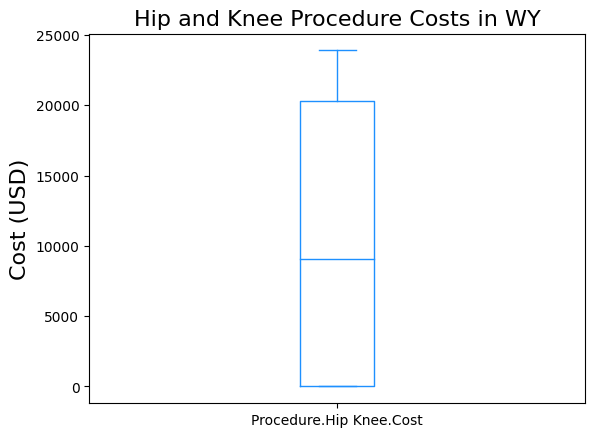 Hip and Knee Procedure Costs in WY
Cost (USD)
25000
20000
15000
10000
5000
0
Procedure.Hip Knee.Cost